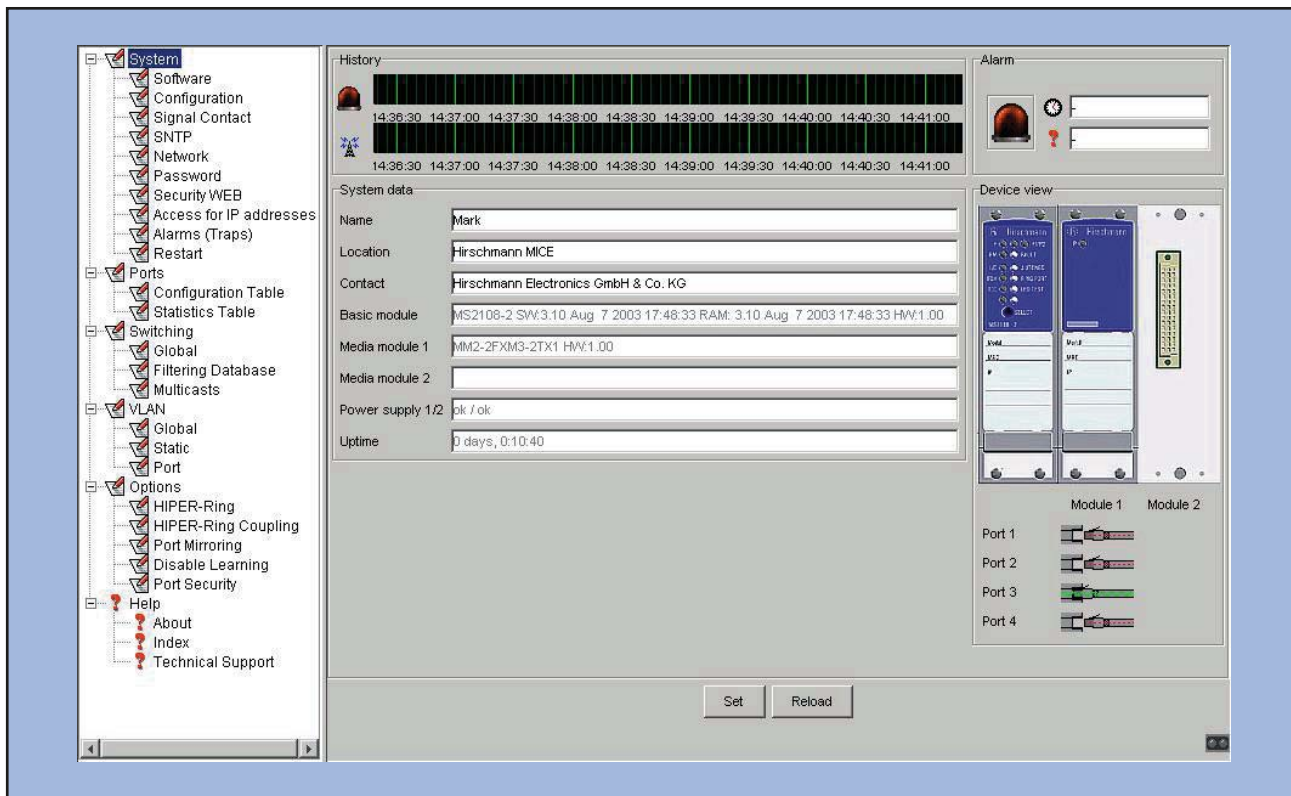 System
Software
Configuration
Signal Contact
SNTP
Network
Password
Security WEB
Access for IP addresses
Alarms (Traps)
Restart
Ports
Configuration Table
Statistics Table
Switching
Global
Filtering Database
Multicasts
VLAN
Global
Static
Port
Options
HIPER-Ring
HIPER-Ring Coupling
Port Mirroring
Disable Learning
Port Security
Help
About
Index
Technical Support
History
14:36:30 14:37:00 14:37:30 14:38:00 14:38:30 14:39:00 14:39:30 14:40:00 14:40:30 14:41:00
14:36:30 14:37:00 14:37:30 14:38:00 14:38:30 14:39:00 14:39:30 14:40:00 14:40:30 14:41:00
Alarm
-
-
System data
Name Mark
Location Hirschmann MICE
Contact Hirschmann Electronics GmbH & Co. KG
Basic module MS2108-2 SW:3.10 Aug 7 2003 17:48:33 RAM: 3.10 Aug 7 2003 17:48:33 HW:1.00
Media module 1 MM2-2FXM3-2TX1 HW:1.00
Media module 2
Power supply 1/2 ok / ok
Uptime 0 days, 0:10:40
Device view
Hirschmann Hirschmann
FAULT
RING PORT
LED TEST
SELECT
Module 1 Module 2
Port 1
Port 2
Port 3
Port 4
Set Reload